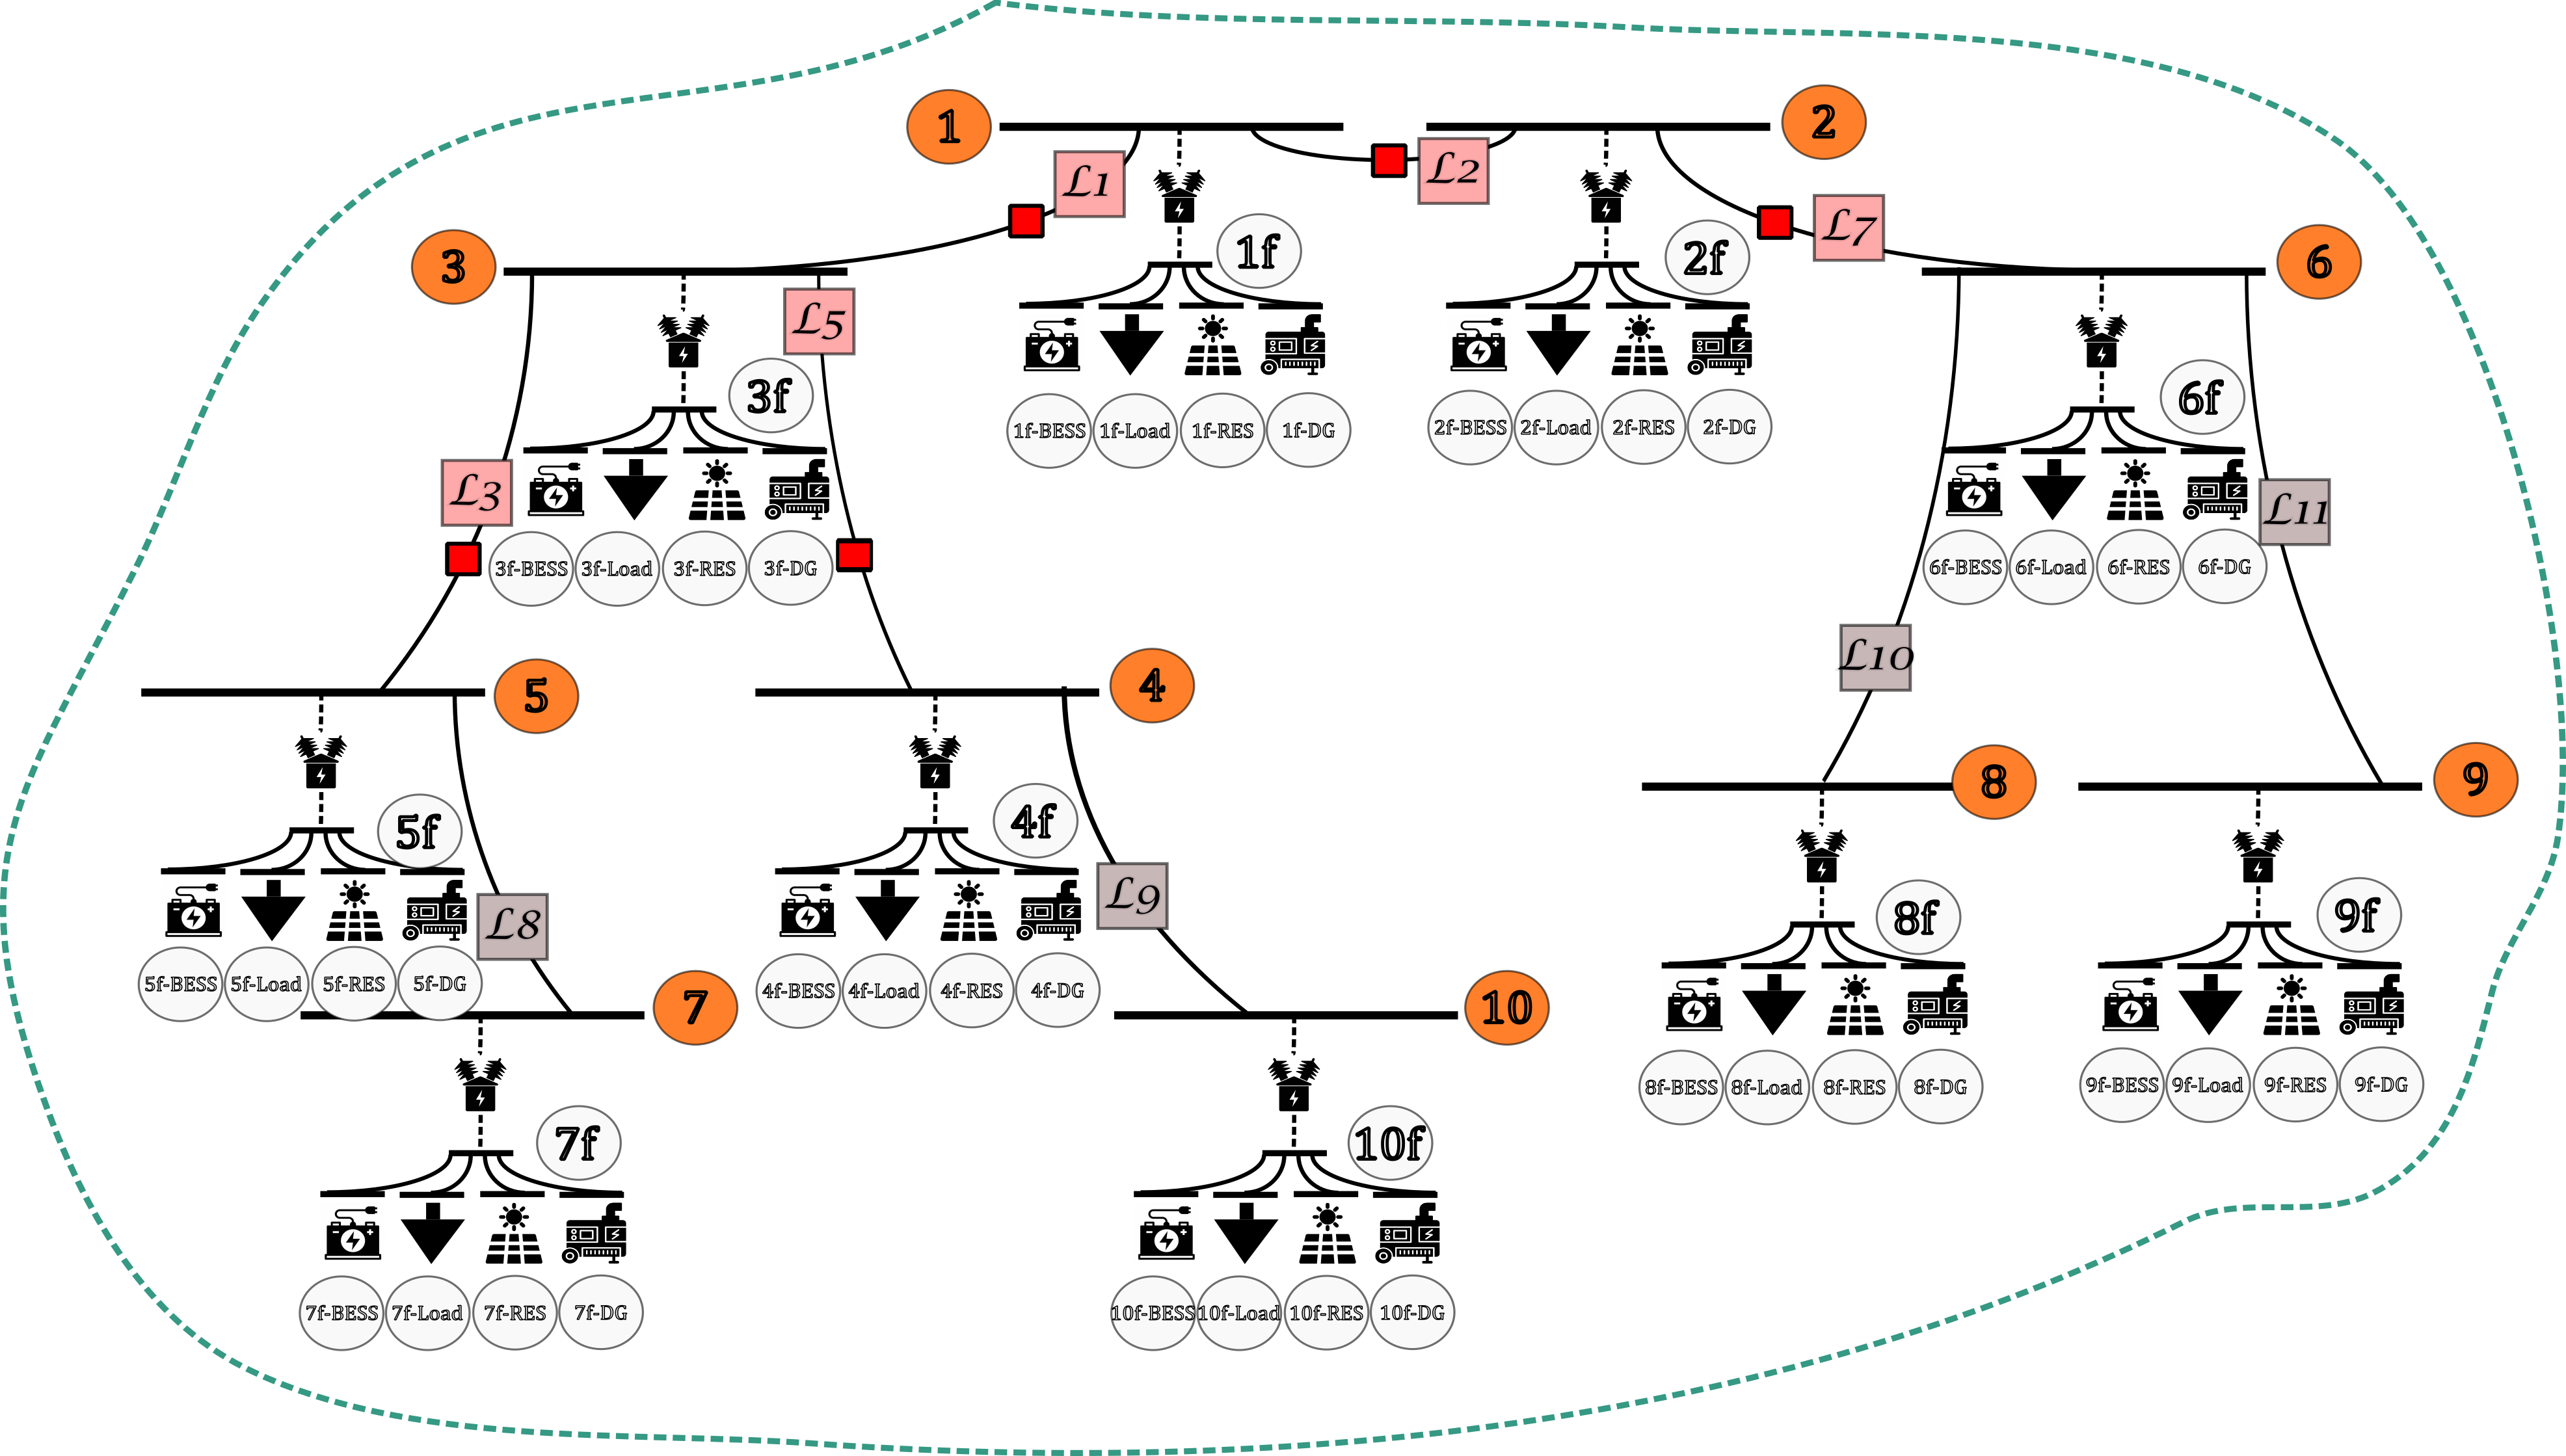 1
2
ℒ1
ℒ2
ℒ7
3
1f
2f
6
ℒ5
3f
6f
1f-BESS 1f-Load 1f-RES 1f-DG
2f-BESS 2f-Load 2f-RES 2f-DG
ℒ3
ℒ11
3f-BESS 3f-Load 3f-RES 3f-DG
6f-BESS 6f-Load 6f-RES 6f-DG
ℒ10
5
4
8
9
5f
4f
ℒ9
8f
9f
ℒ8
5f-BESS 5f-Load 5f-RES 5f-DG
4f-BESS 4f-Load 4f-RES 4f-DG
7
10
8f-BESS 8f-Load 8f-RES 8f-DG
9f-BESS 9f-Load 9f-RES 9f-DG
7f
10f
7f-BESS 7f-Load 7f-RES 7f-DG
10f-BESS 10f-Load 10f-RES 10f-DG